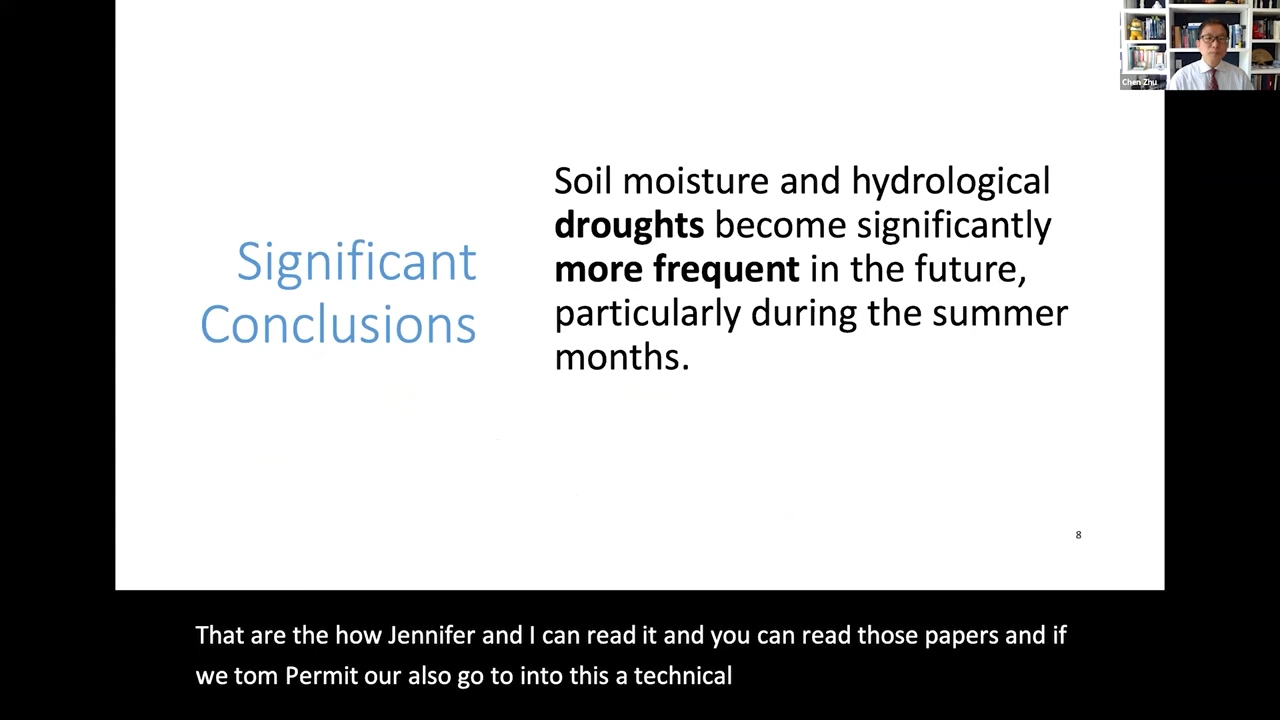 Chen Zhu
Significant
Conclusions
Soil moisture and hydrological
droughts become significantly
more frequent in the future,
particularly during the summer
months.
8
That are the how Jennifer and I can read it and you can read those papers and if
we tom Permit our also go to into this a technical